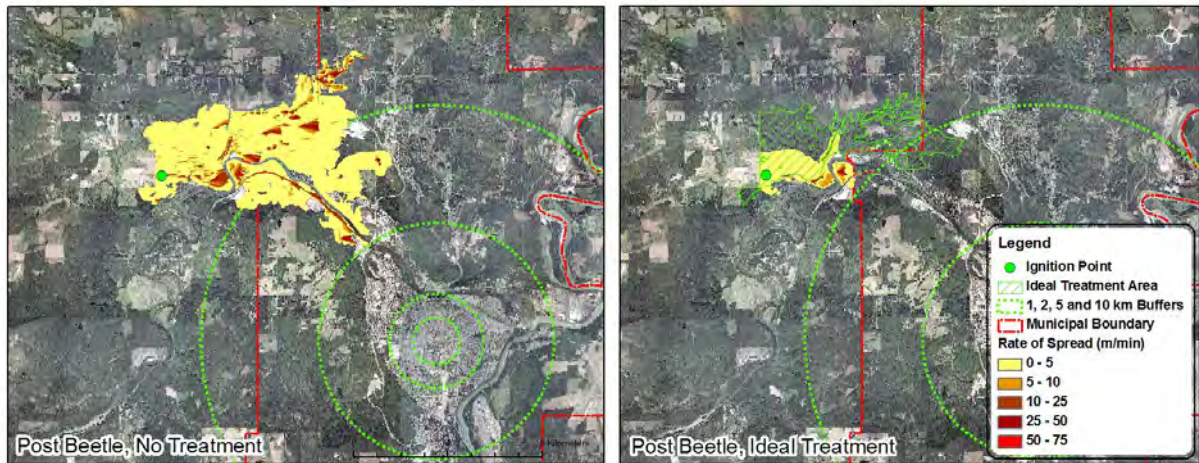 Post Beetle, No Treatment
Post Beetle, Ideal Treatment
Legend
Ignition Point
Ideal Treatment Area
1, 2, 5 and 10 km Buffers
Municipal Boundary
Rate of Spread (m/min)
0 - 5
5 - 10
10 - 25
25 - 50
50 - 75